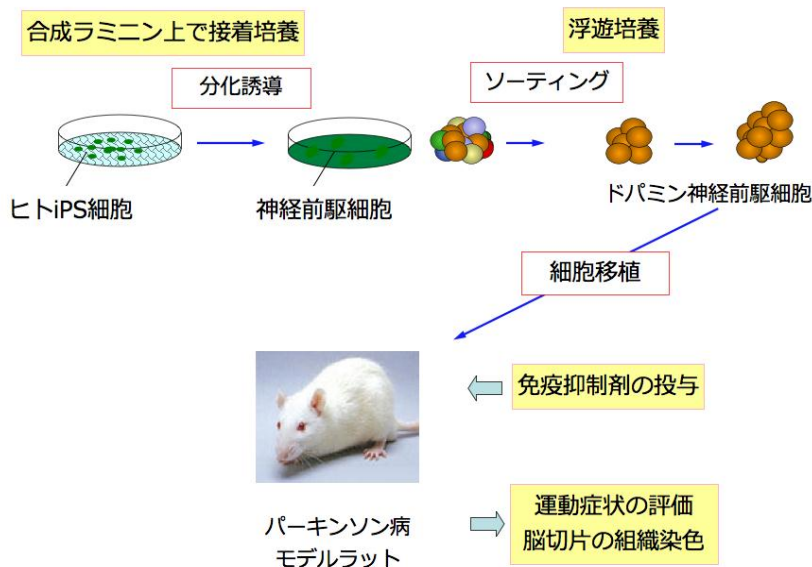 合成ラミニン上で接着培養
浮遊培養
分化誘導
ソーティング
ヒトiPS細胞
神経前駆細胞
ドパミン神経前駆細胞
細胞移植
免疫抑制剤の投与
パーキンソン病
モデルラット
運動症状の評価
脳切片の組織染色